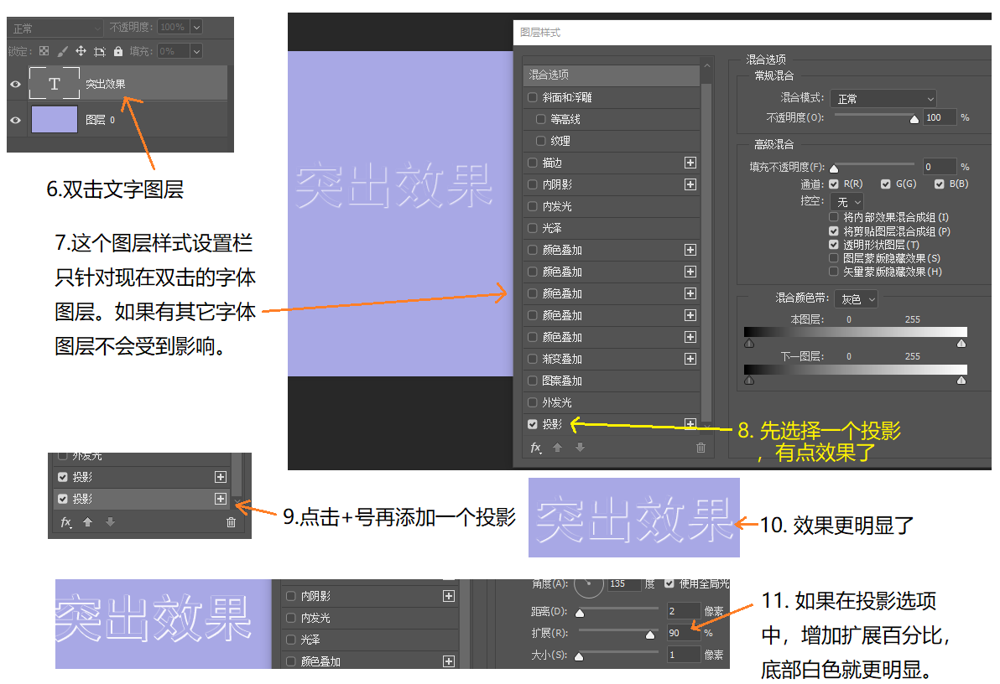 正常
不透明度: 100%
锁定:
填充: 0%
T 突出效果
图层 0
6.双击文字图层
7.这个图层样式设置栏
只针对现在双击的字体
图层。如果有其它字体
图层不会受到影响。
突出效果
图层样式
混合选项
斜面和浮雕
等高线
纹理
描边
内阴影
内发光
光泽
颜色叠加
颜色叠加
颜色叠加
颜色叠加
颜色叠加
渐变叠加
图案叠加
外发光
投影
fx
混合选项
常规混合
混合模式: 正常
不透明度(O): 100 %
高级混合
填充不透明度(F): 0 %
通道: R(R) G(G) B(B)
挖空: 无
将内部效果混合成组(I)
将剪贴图层混合成组(P)
透明形状图层(T)
图层蒙版隐藏效果(S)
矢量蒙版隐藏效果(H)
混合颜色带: 灰色
本图层: 0 255
下一图层: 0 255
8. 先选择一个投影
，有点效果了
外发光
投影
投影
fx
9.点击+号再添加一个投影
突出效果
10. 效果更明显了
突出效果
内阴影
内发光
光泽
颜色叠加
角度(A): 135 度 使用全局光
距离(D): 2 像素
扩展(R): 90 %
大小(S): 1 像素
11. 如果在投影选项
中，增加扩展百分比，
底部白色就更明显。